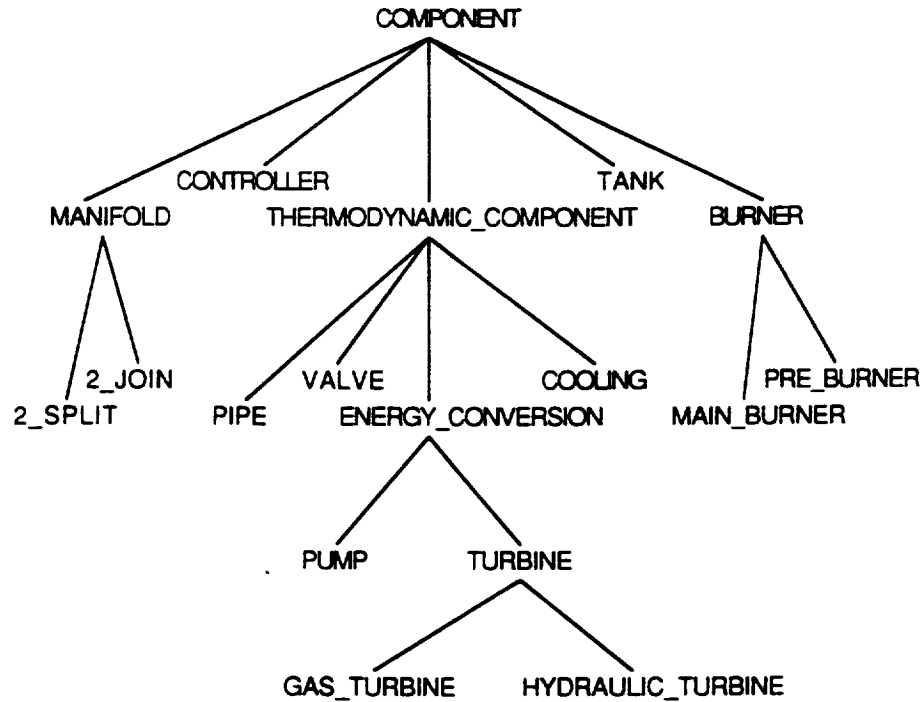 COMPONENT
CONTROLLER
TANK
MANIFOLD
THERMODYNAMIC_COMPONENT
BURNER
2_JOIN
VALVE
COOLING
PRE_BURNER
2_SPLIT
PIPE
ENERGY_CONVERSION
MAIN_BURNER
PUMP
TURBINE
GAS_TURBINE
HYDRAULIC_TURBINE